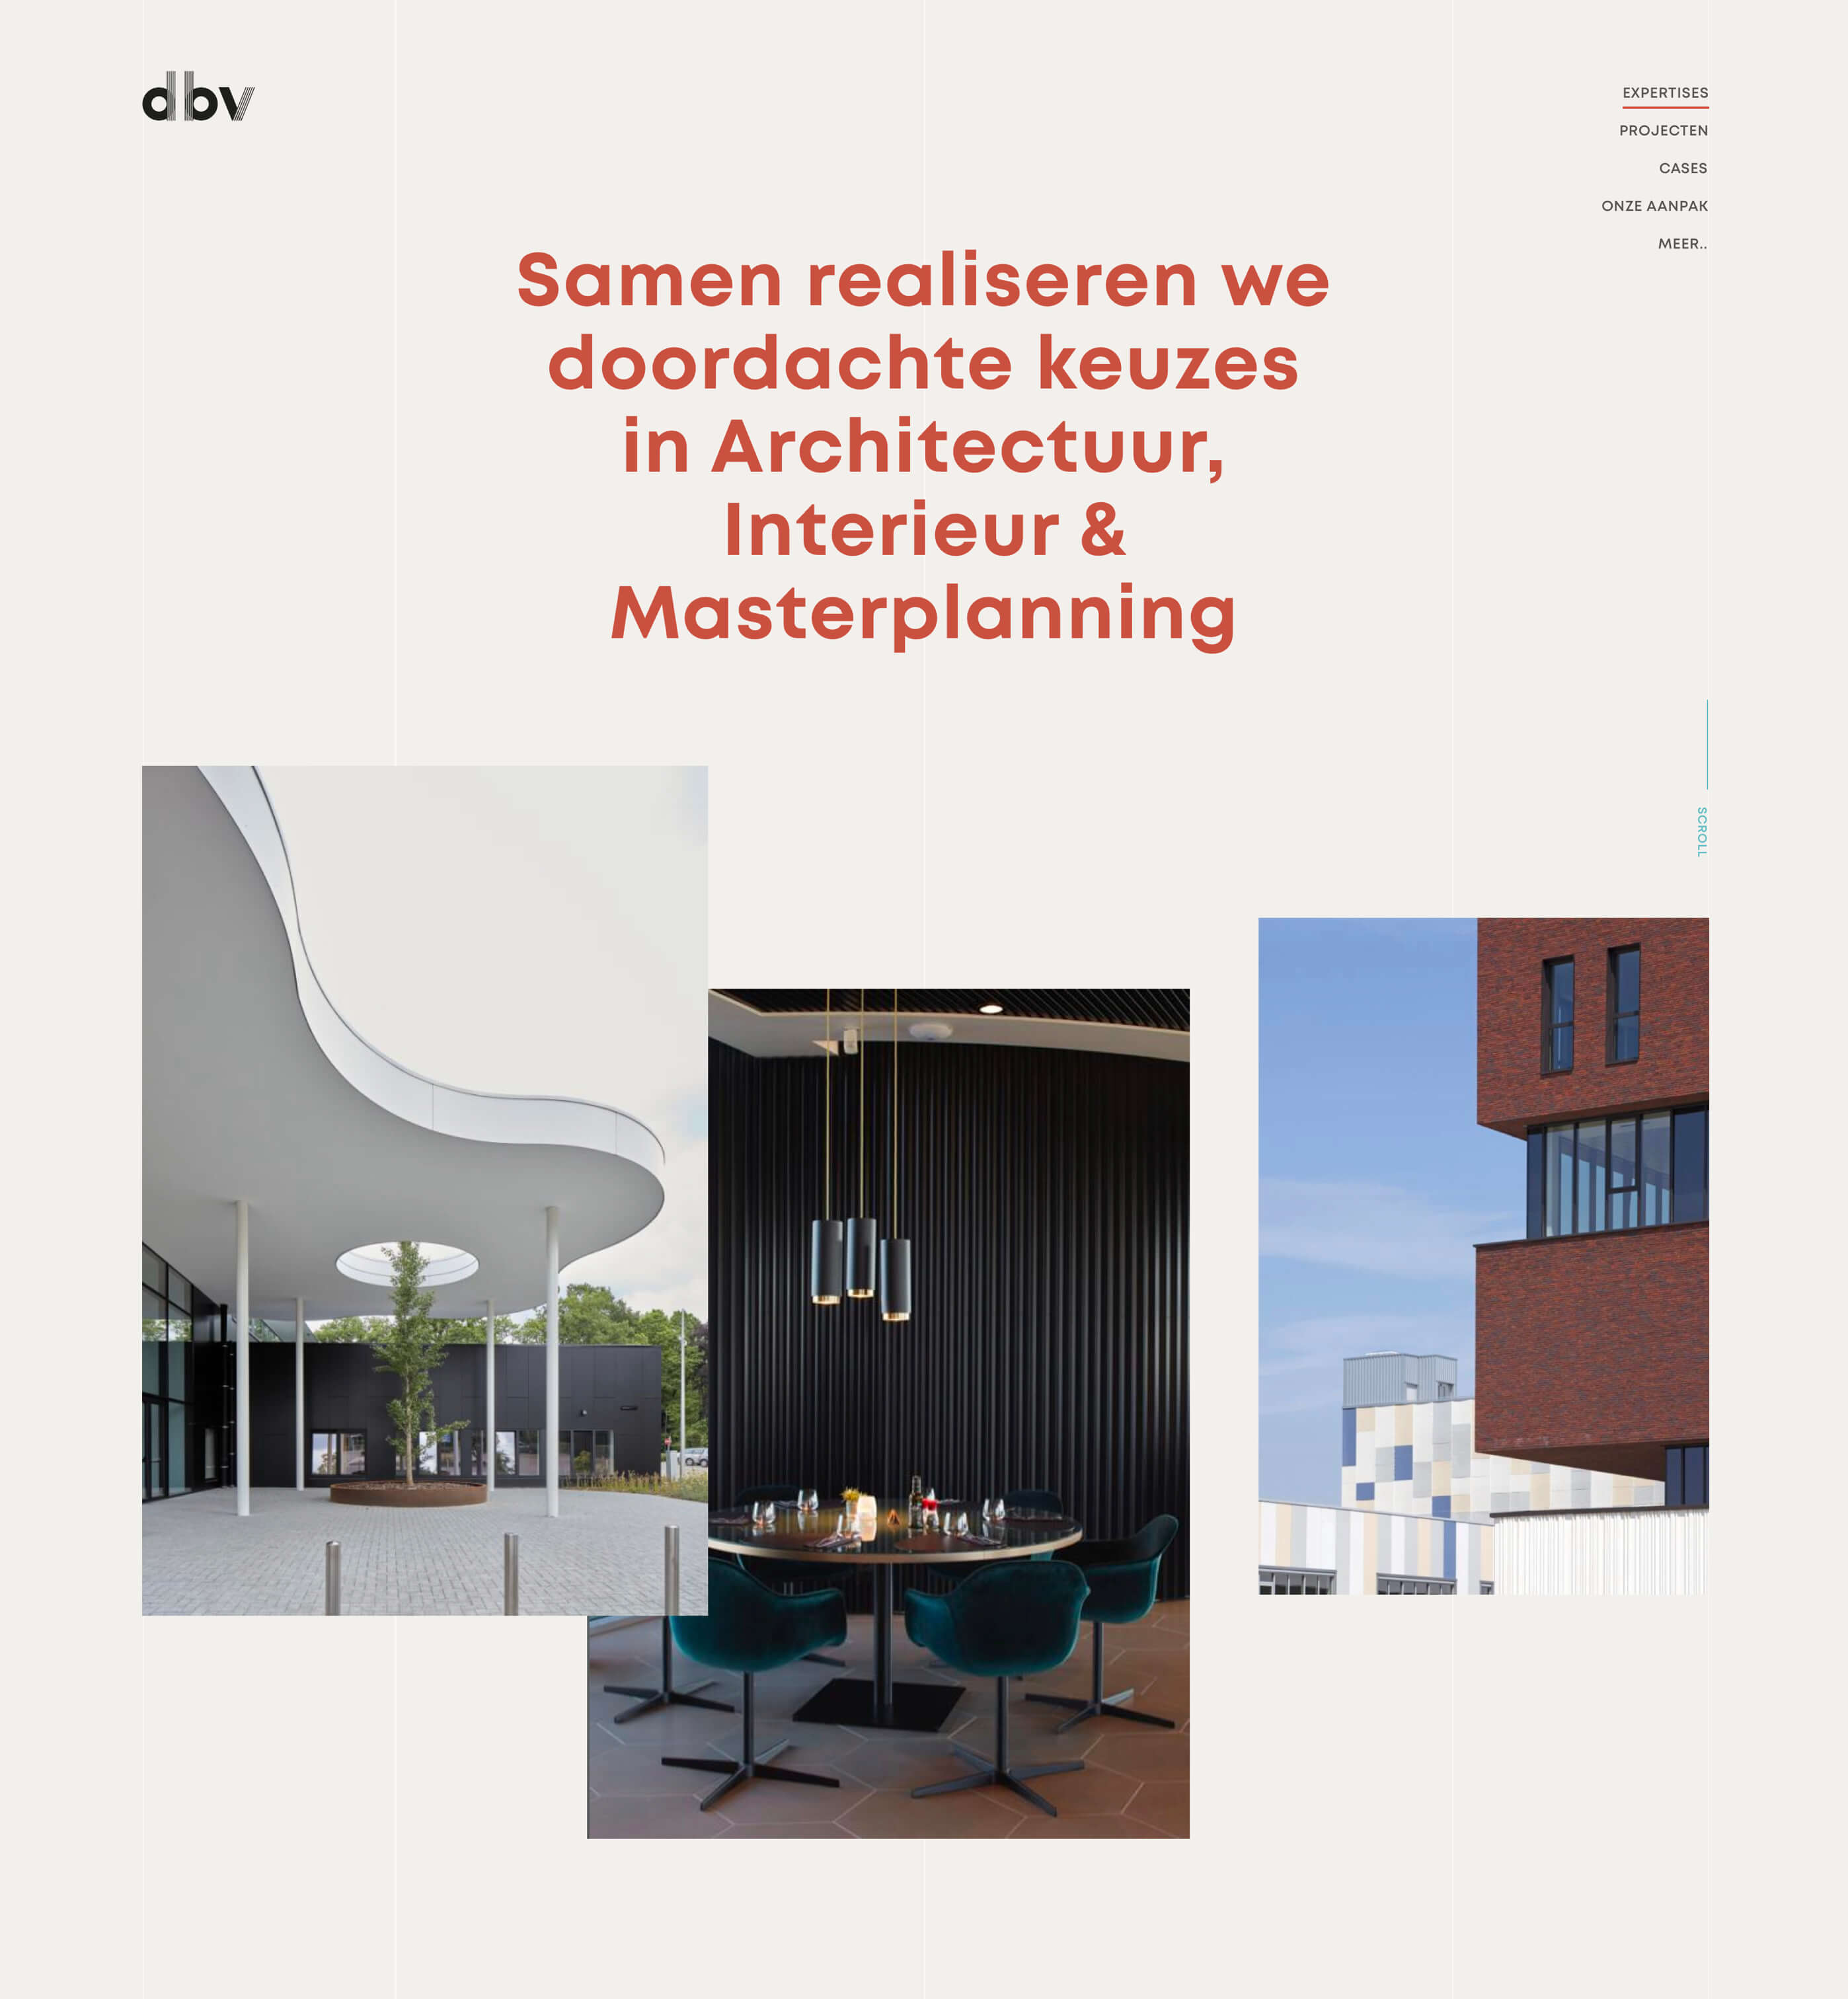 dbv
EXPERTISES
PROJECTEN
CASES
ONZE AANPAK
MEER..
Samen realiseren we
doordachte keuzes
in Architectuur,
Interieur &
Masterplanning
SCROLL